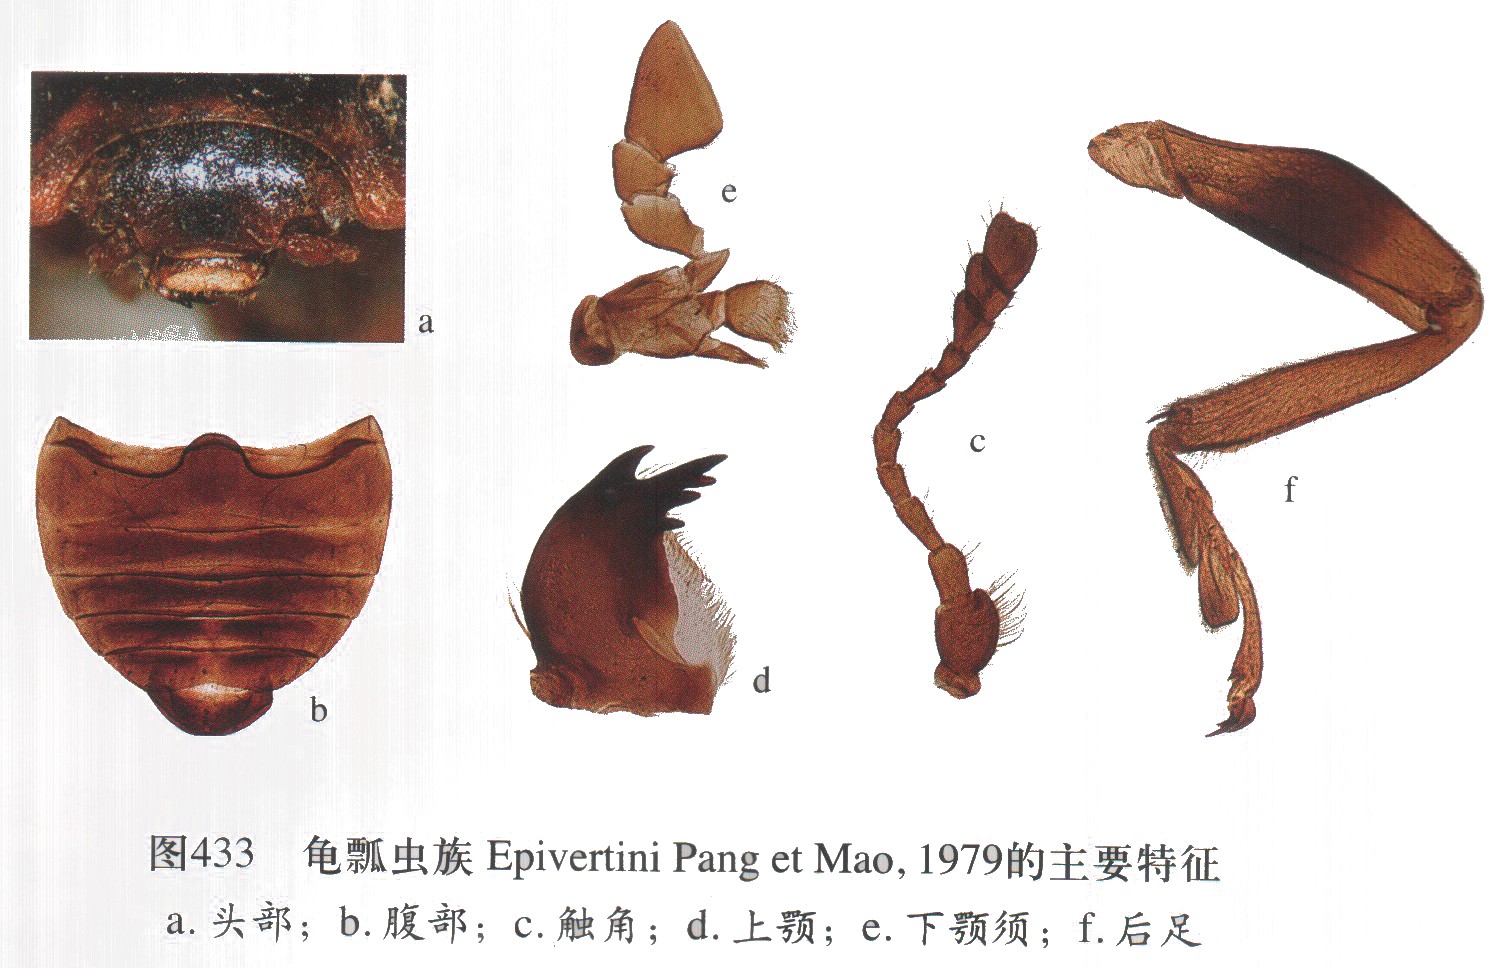 a
e
c
f
b
d
图433 龟瓢虫族 Epivertini Pang et Mao, 1979的主要特征
a. 头部；b. 腹部；c. 触角；d. 上颚；e. 下颚须；f. 后足